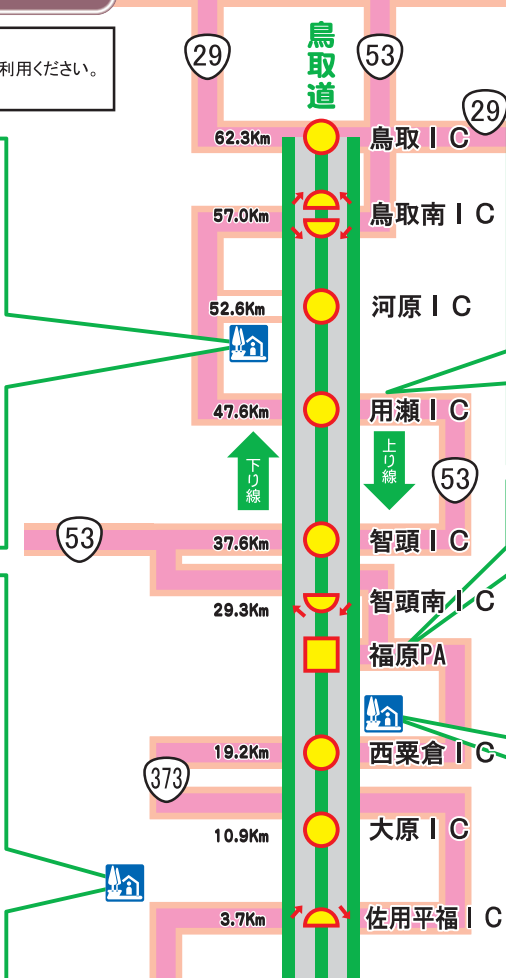 利用ください。
鳥取道
29
53
29
62.3Km
鳥取ＩＣ
57.0Km
鳥取南ＩＣ
52.6Km
河原ＩＣ
47.6Km
用瀬ＩＣ
下り線
上り線
53
53
37.6Km
智頭ＩＣ
29.3Km
智頭南ＩＣ
福原PA
19.2Km
西粟倉ＩＣ
373
10.9Km
大原ＩＣ
3.7Km
佐用平福ＩＣ